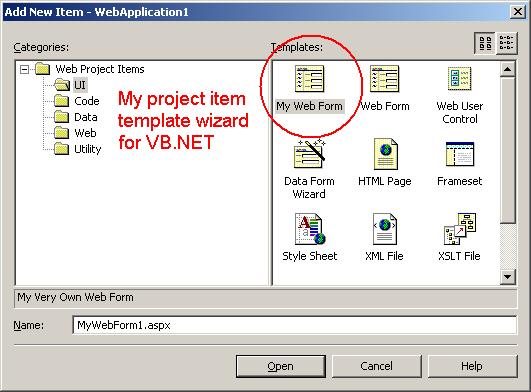 Add New Item - WebApplication1
Categories:
Templates:
Web Project Items
UI
Code
Data
Web
Utility
My project item
template wizard
for VB.NET
My Web Form
Web Form
Web User
Control
Data Form
Wizard
HTML Page
Frameset
Style Sheet
XML File
XSLT File
My Very Own Web Form
Name:
MyWebForm1.aspx
Open
Cancel
Help